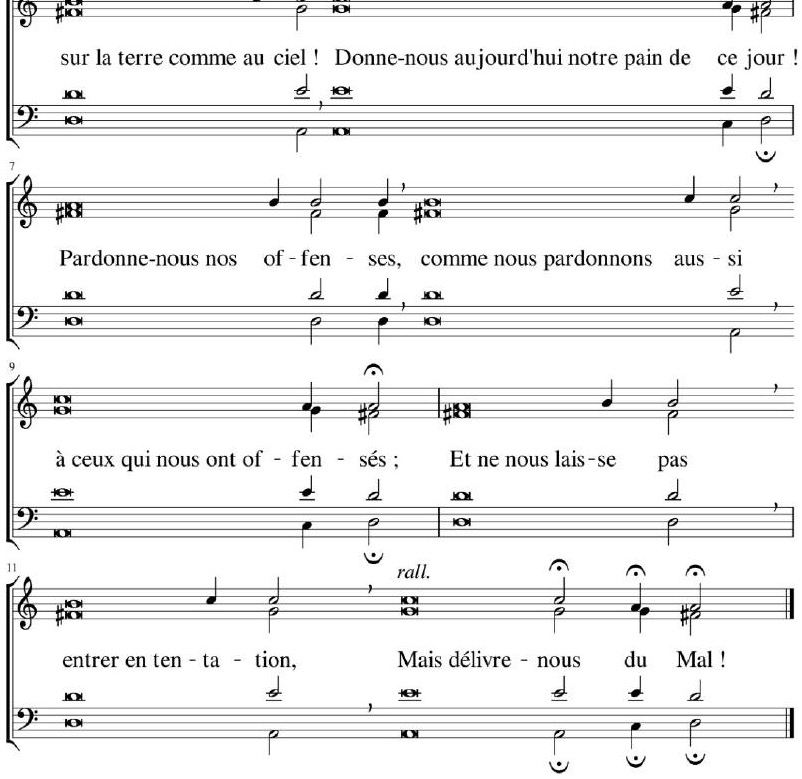 sur la terre comme au ciel ! Donne-nous aujourd'hui notre pain de ce jour !
7
Pardonne-nous nos of - fen - ses, comme nous pardonnons aus - si
9
à ceux qui nous ont of - fen - sés ; Et ne nous lais-se pas
11
rall.
entrer en ten - ta - tion, Mais délivre - nous du Mal !